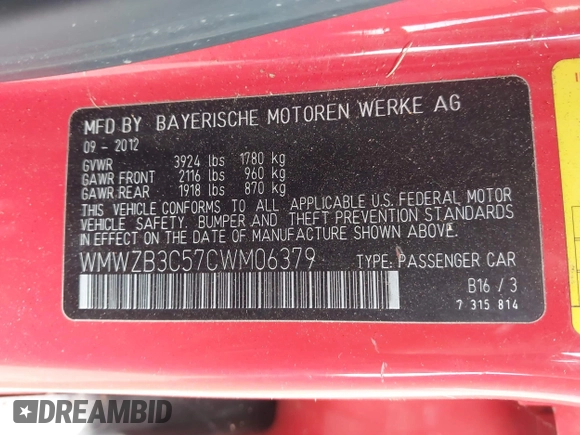 MFD BY BAYERISCHE MOTOREN WERKE AG
09 - 2012
GVWR 3924 lbs 1780 kg
GAWR FRONT 2116 lbs 960 kg
GAWR REAR 1918 lbs 870 kg
THIS VEHICLE CONFORMS TO ALL APPLICABLE U.S. FEDERAL MOTOR
VEHICLE SAFETY, BUMPER AND THEFT PREVENTION STANDARDS
IN EFFECT ON THE DATE OF MANUFACTURE SHOWN ABOVE.
WMWZB3C57CWM06379 TYPE: PASSENGER CAR
B16 / 3
7 315 814
DREAMBID